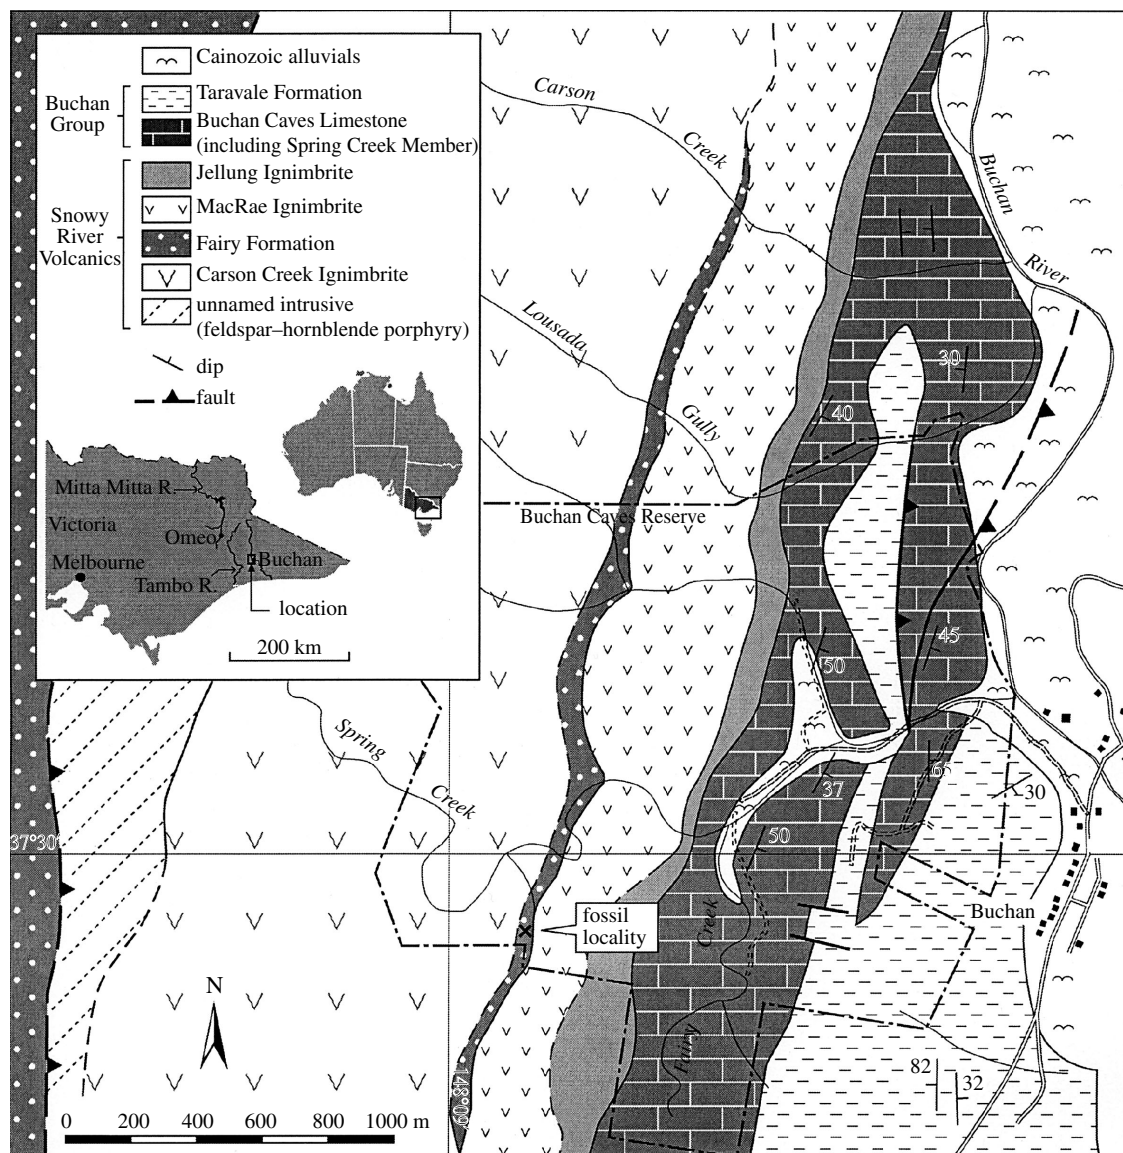 Cainozoic alluvials
Buchan
Group
Taravale Formation
Buchan Caves Limestone
(including Spring Creek Member)
Snowy
River
Volcanics
Jellung Ignimbrite
MacRae Ignimbrite
Fairy Formation
Carson Creek Ignimbrite
unnamed intrusive
(feldspar–hornblende porphyry)
dip
fault
Mitta Mitta R.
Victoria
Omeo
Melbourne
Buchan
Tambo R.
location
200 km
Carson
Creek
Buchan
River
Lousada
Gully
30
40
Buchan Caves Reserve
45
50
Spring
Creek
65
37
30
37°30'
50
fossil
locality
Buchan
Creek
Fairy
N
82
32
148°09'
0 200 400 600 800 1000 m